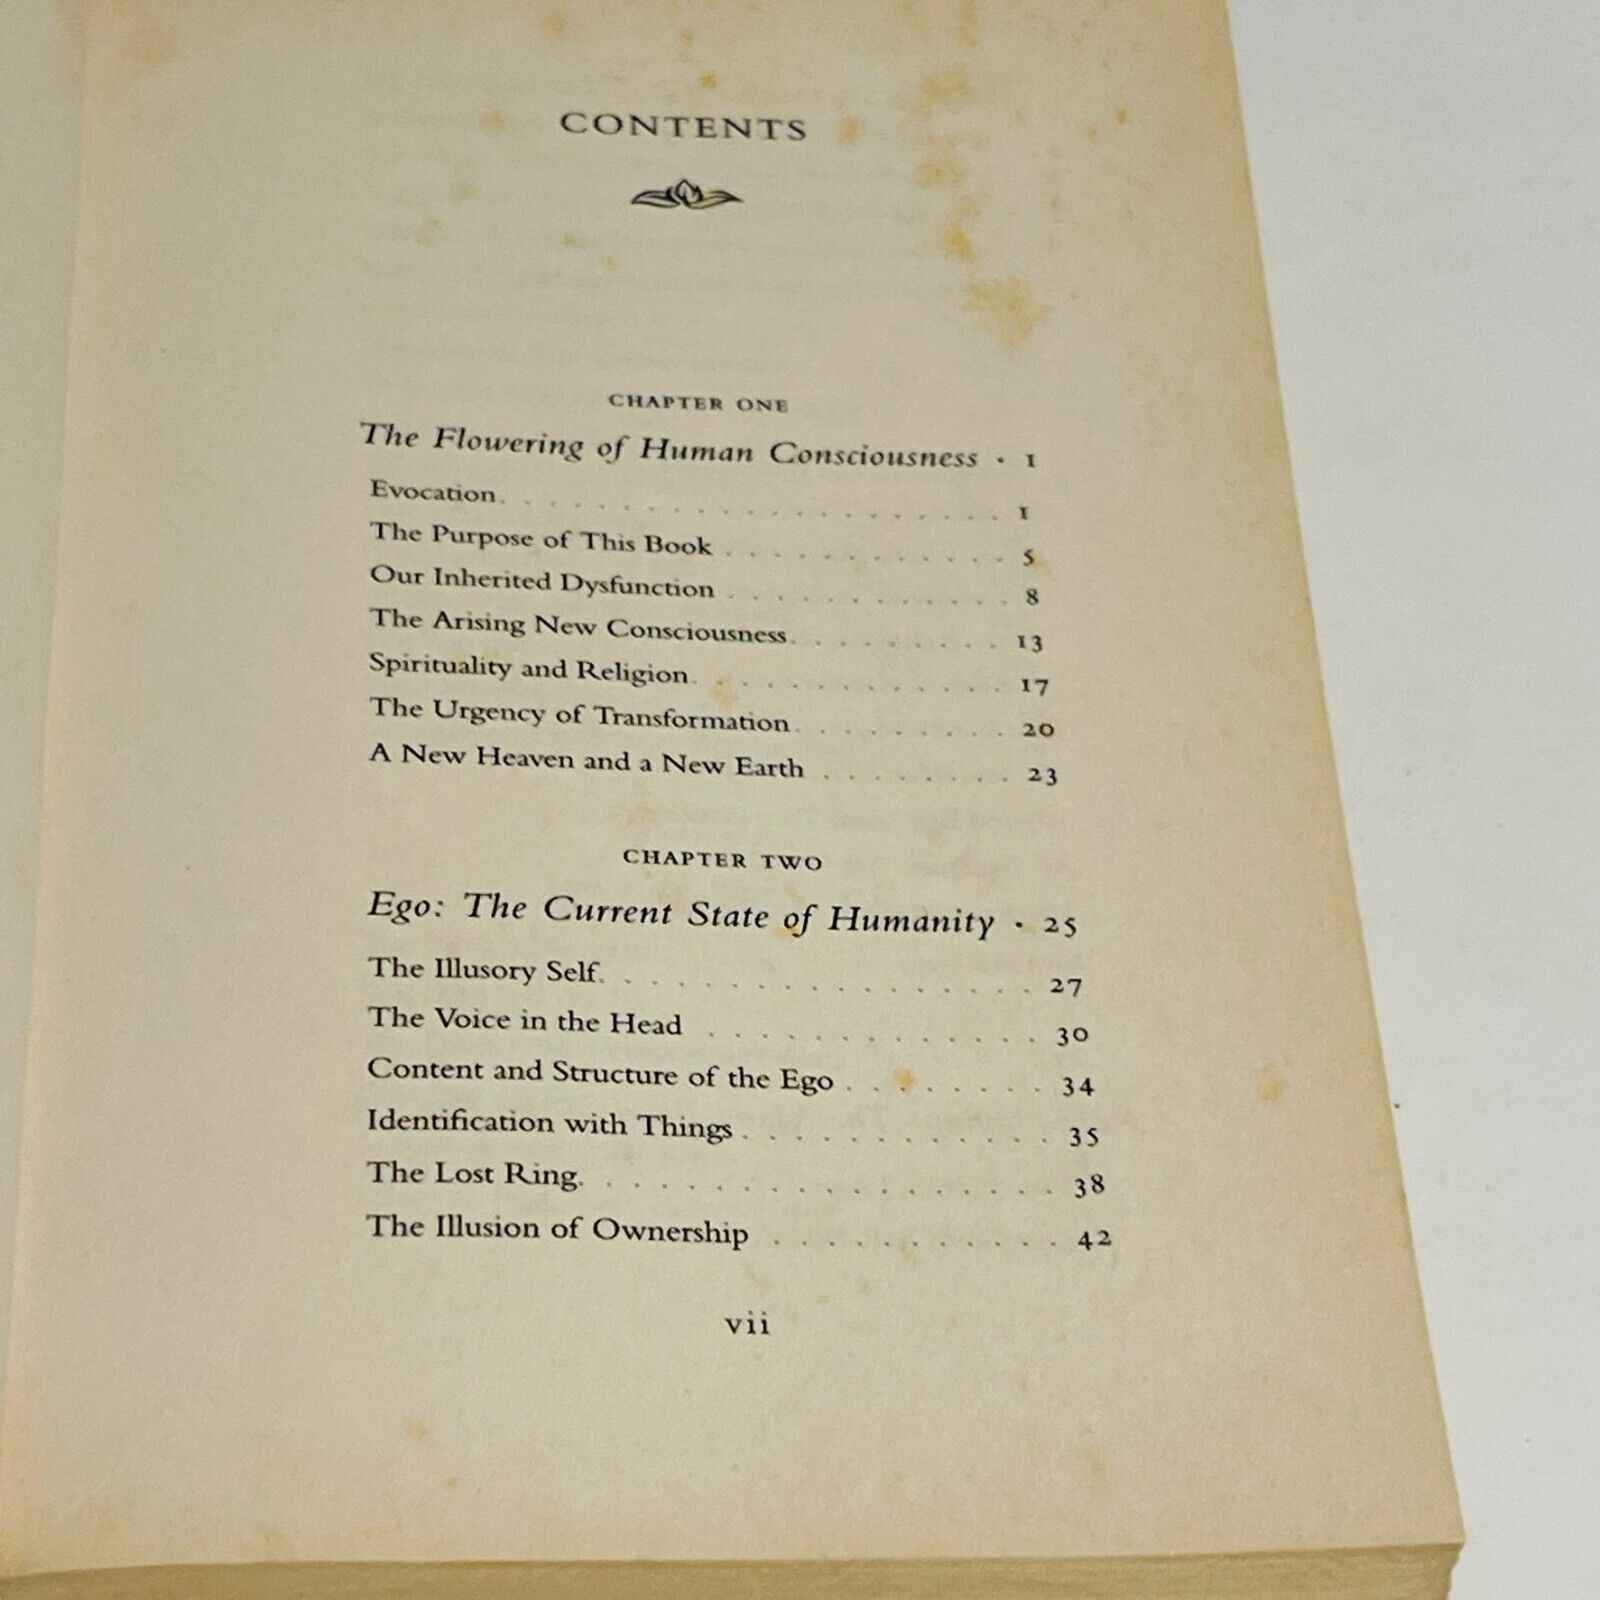 CONTENTS
CHAPTER ONE
The Flowering of Human Consciousness · 1
Evocation. . . . . . . . . . . . . . . . . . . . 1
The Purpose of This Book . . . . . . . . . . . . 5
Our Inherited Dysfunction . . . . . . . . . . . . 8
The Arising New Consciousness. . . . . . . . . 13
Spirituality and Religion. . . . . . . . . . . . . 17
The Urgency of Transformation. . . . . . . . . 20
A New Heaven and a New Earth . . . . . . . . 23
CHAPTER TWO
Ego: The Current State of Humanity · 25
The Illusory Self. . . . . . . . . . . . . . . . . 27
The Voice in the Head . . . . . . . . . . . . . 30
Content and Structure of the Ego . . . . . . . . 34
Identification with Things . . . . . . . . . . . . 35
The Lost Ring. . . . . . . . . . . . . . . . . . 38
The Illusion of Ownership . . . . . . . . . . . 42
vii